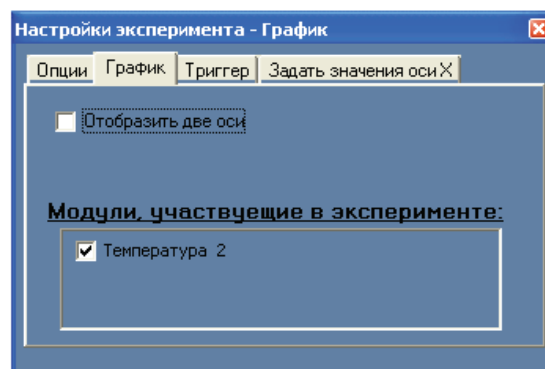 Настройки эксперимента - График
Опции График Триггер Задать значения оси X
Отобразить две оси
Модули, участвуещие в эксперименте:
Температура 2